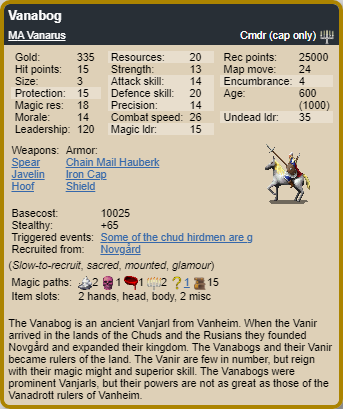 Vanabog
MA Vanarus Cmdr (cap only)
Gold: 335 Resources: 20 Rec points: 25000
Hit points: 15 Strength: 13 Map move: 24
Size: 3 Attack skill: 14 Encumbrance: 4
Protection: 15 Defence skill: 20 Age: 600
Magic res: 18 Precision: 14 (1000)
Morale: 14 Combat speed: 26 Undead ldr: 35
Leadership: 120 Magic ldr: 15
Weapons: Armor:
Spear Chain Mail Hauberk
Javelin Iron Cap
Hoof Shield
Basecost: 10025
Stealthy: +65
Triggered events: Some of the chud hirdmen are g
Recruited from: Novgård
(Slow-to-recruit, sacred, mounted, glamour)
Magic paths: 2 1 1 2 ?1 15
Item slots: 2 hands, head, body, 2 misc
The Vanabog is an ancient Vanjarl from Vanheim. When the Vanir
arrived in the lands of the Chuds and the Rusians they founded
Novgård and expanded their kingdom. The Vanabogs and their Vanir
became rulers of the land. The Vanir are few in number, but reign
with their magic might and superior skill. The Vanabogs were
prominent Vanjarls, but their powers are not as great as those of the
Vanadrott rulers of Vanheim.